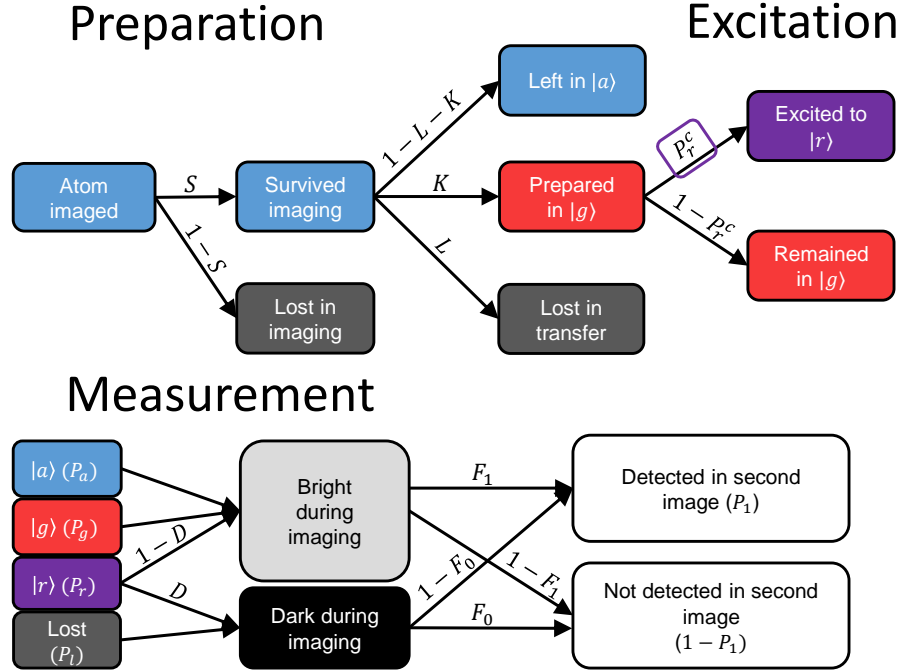 Preparation
Excitation
Atom
imaged
S
1 − S
Survived
imaging
Lost in
imaging
1 − L − K
K
L
Left in |a⟩
Prepared
in |g⟩
Lost in
transfer
P_r^c
1 − P_r^c
Excited to
|r⟩
Remained
in |g⟩
Measurement
|a⟩ (P_a)
|g⟩ (P_g)
|r⟩ (P_r)
Lost
(P_l)
1 − D
D
Bright
during
imaging
Dark during
imaging
F_1
1 − F_0
1 − F_1
F_0
Detected in second
image (P_1)
Not detected in second
image
(1 − P_1)